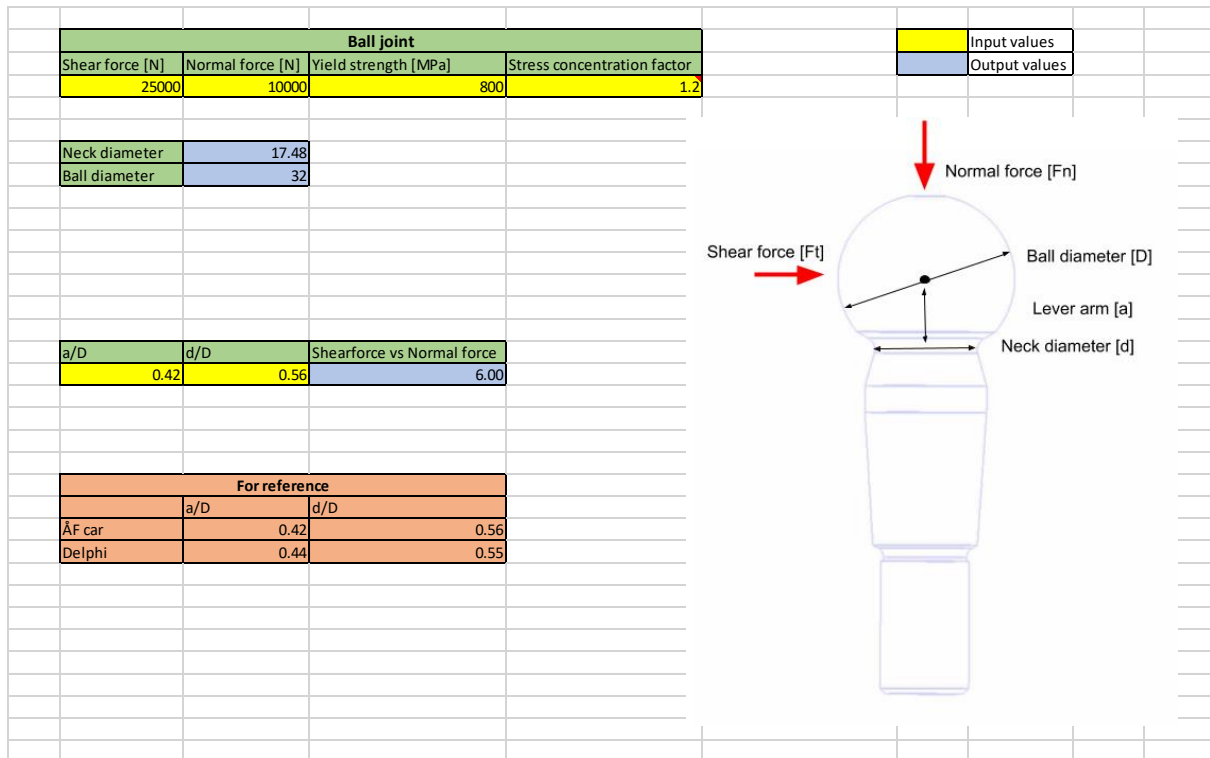 Ball joint
Shear force [N] Normal force [N] Yield strength [MPa] Stress concentration factor
25000 10000 800 1.2
Input values
Output values
Neck diameter 17.48
Ball diameter 32
Normal force [Fn]
Shear force [Ft]
Ball diameter [D]
Lever arm [a]
Neck diameter [d]
a/D d/D Shearforce vs Normal force
0.42 0.56 6.00
For reference
a/D d/D
ÅF car 0.42 0.56
Delphi 0.44 0.55